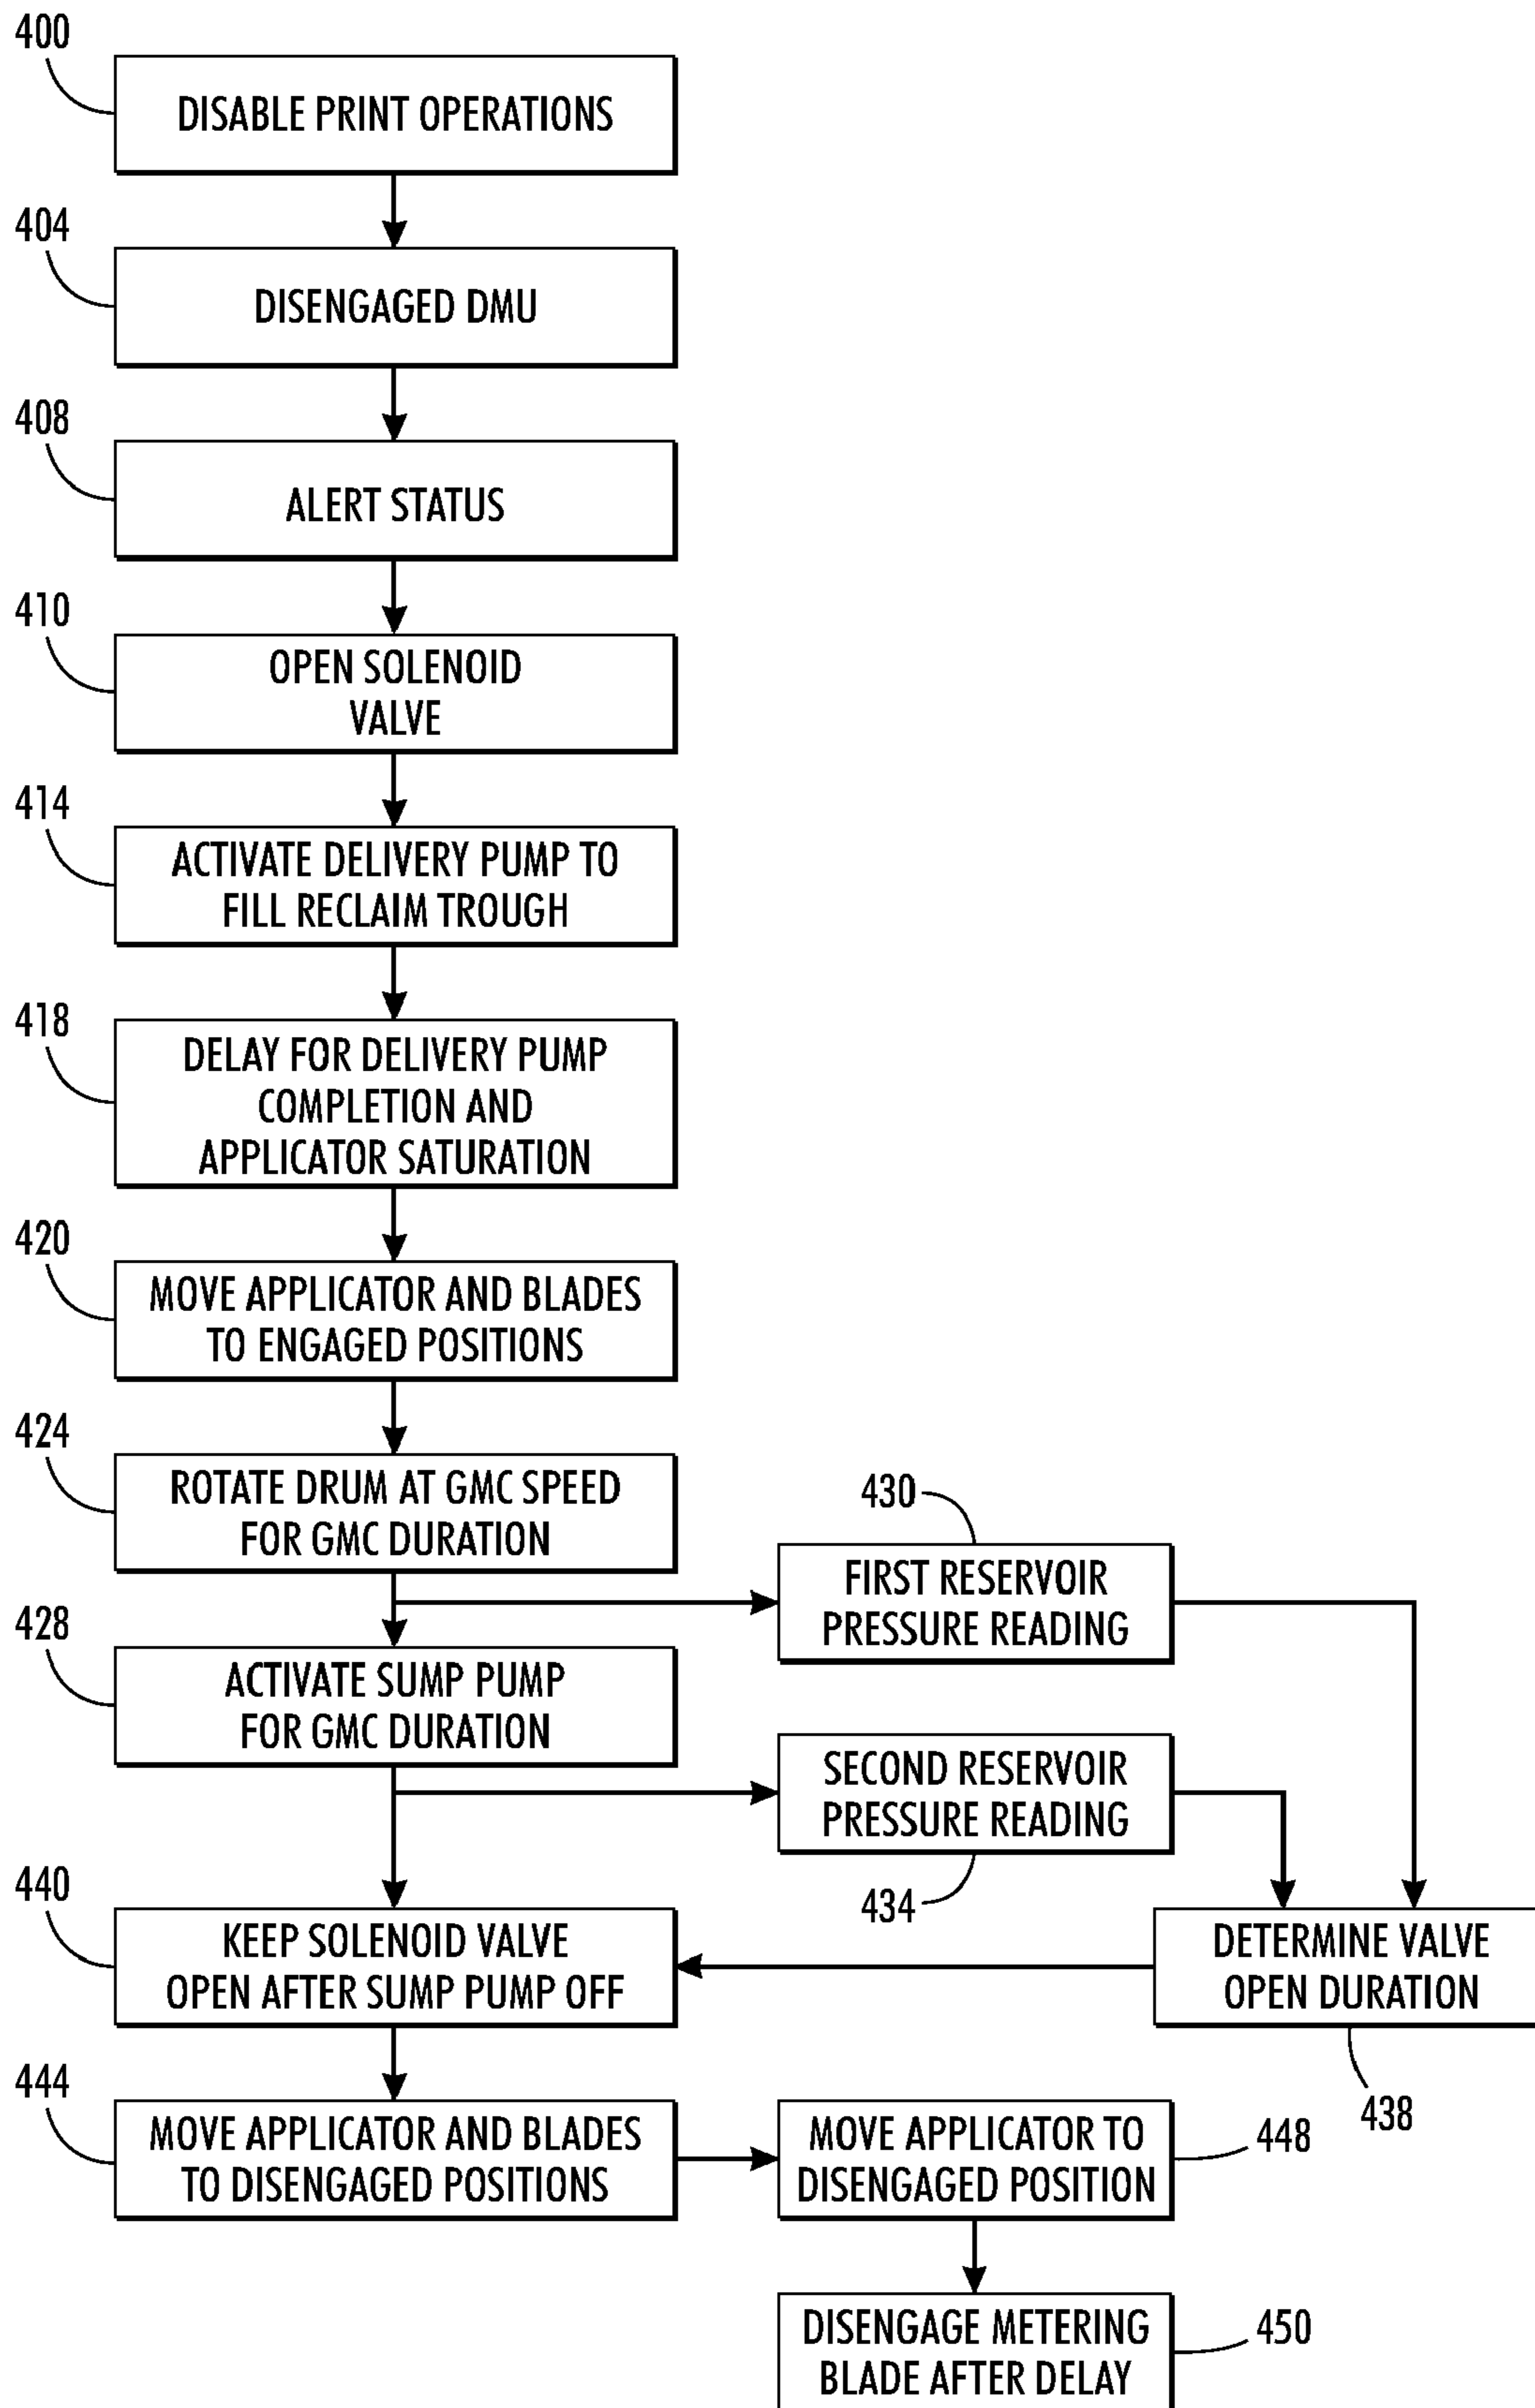 400
DISABLE PRINT OPERATIONS
404
DISENGAGED DMU
408
ALERT STATUS
410
OPEN SOLENOID
VALVE
414
ACTIVATE DELIVERY PUMP TO
FILL RECLAIM TROUGH
418
DELAY FOR DELIVERY PUMP
COMPLETION AND
APPLICATOR SATURATION
420
MOVE APPLICATOR AND BLADES
TO ENGAGED POSITIONS
424
ROTATE DRUM AT GMC SPEED
FOR GMC DURATION
430
FIRST RESERVOIR
PRESSURE READING
428
ACTIVATE SUMP PUMP
FOR GMC DURATION
SECOND RESERVOIR
PRESSURE READING
434
440
KEEP SOLENOID VALVE
OPEN AFTER SUMP PUMP OFF
DETERMINE VALVE
OPEN DURATION
438
444
MOVE APPLICATOR AND BLADES
TO DISENGAGED POSITIONS
MOVE APPLICATOR TO
DISENGAGED POSITION
448
DISENGAGE METERING
BLADE AFTER DELAY
450